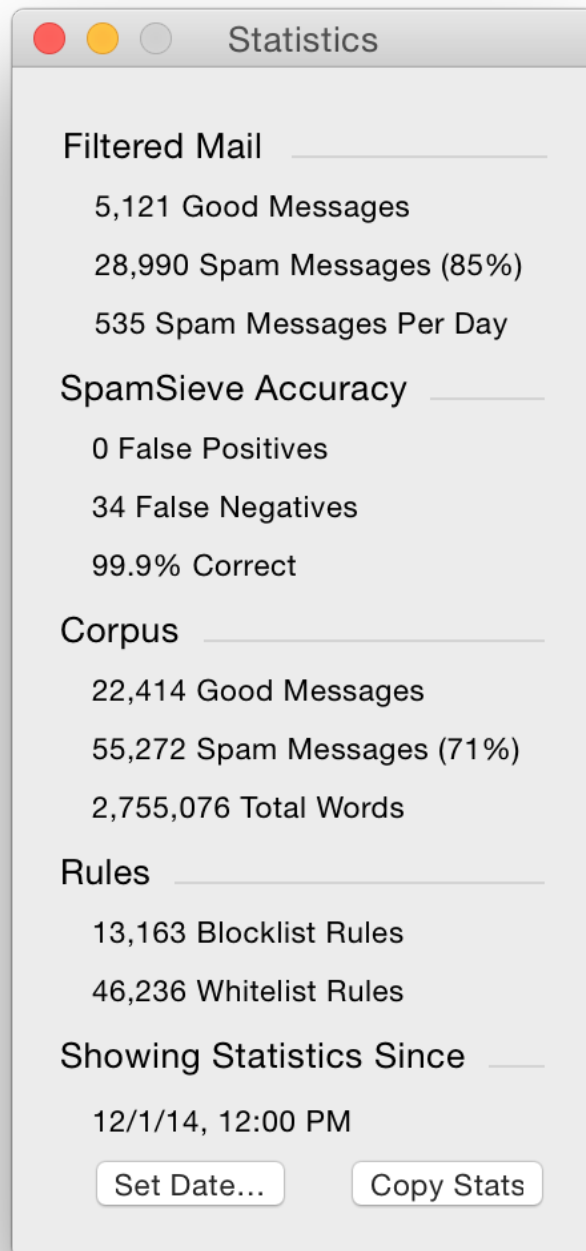 Statistics
Filtered Mail
5,121 Good Messages
28,990 Spam Messages (85%)
535 Spam Messages Per Day
SpamSieve Accuracy
0 False Positives
34 False Negatives
99.9% Correct
Corpus
22,414 Good Messages
55,272 Spam Messages (71%)
2,755,076 Total Words
Rules
13,163 Blocklist Rules
46,236 Whitelist Rules
Showing Statistics Since
12/1/14, 12:00 PM
Set Date... Copy Stats